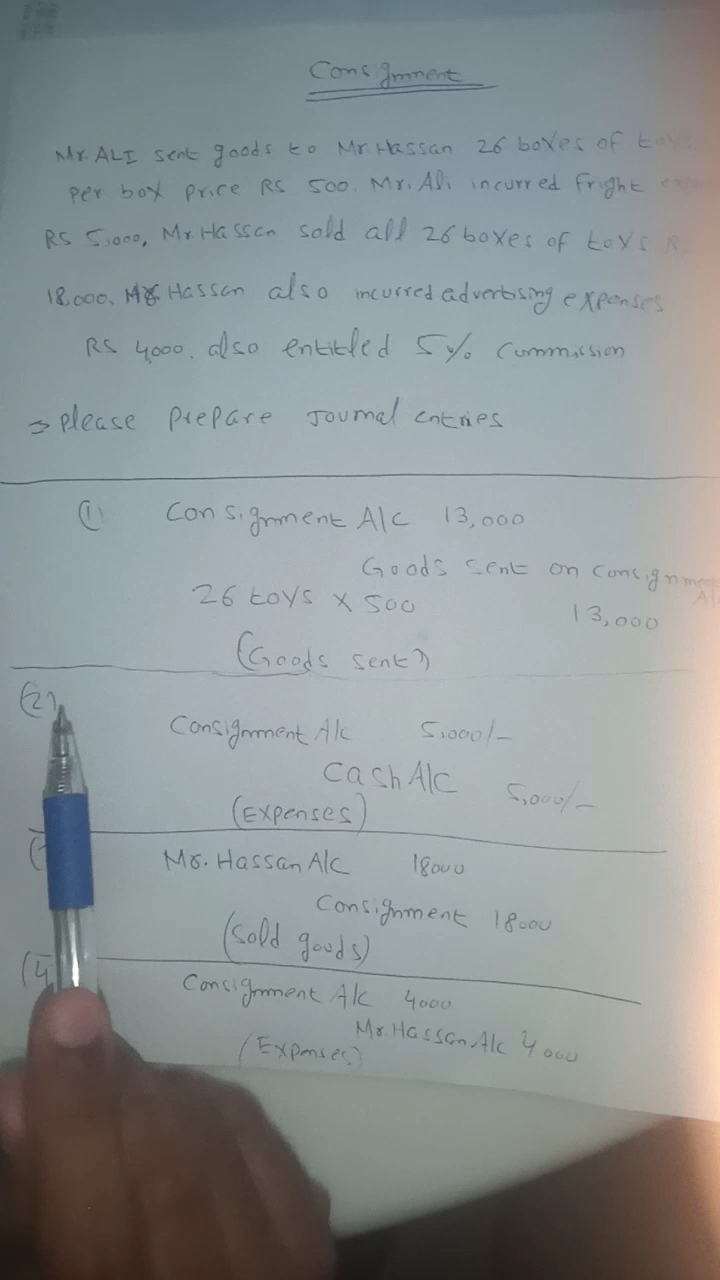 Consignment
Mr. ALI sent goods to Mr. Hassan 26 boxes of
per box price RS 500. Mr. Ali incurred fright
RS 5,000, Mr Hassan sold all 26 boxes of toys
18,000. Mr Hassan also incurred advertising expenses
RS 4,000. also entitled 5% Commission
→ please prepare Journal entries
(1) Consignment A/C 13,000
Goods sent on consignment
26 toys x 500
13,000
(Goods sent)
(2)
Consignment A/c 5,000/-
Cash A/C 5,000/-
(Expenses)
Mr. Hassan A/C 18000
Consignment 18000
(Sold goods)
(4
Consignment A/c 4000
Mr. Hassan A/c 4000
(Expenses)